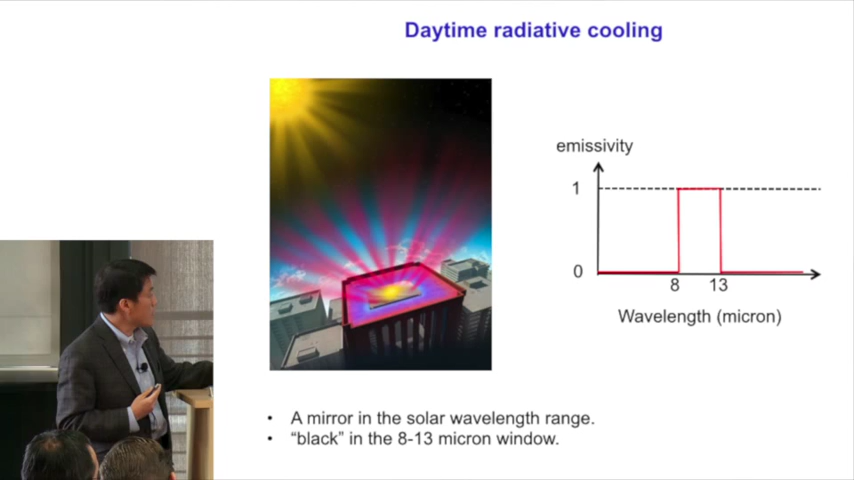 Daytime radiative cooling
emissivity
1
0
8 13
Wavelength (micron)
• A mirror in the solar wavelength range.
• “black” in the 8-13 micron window.